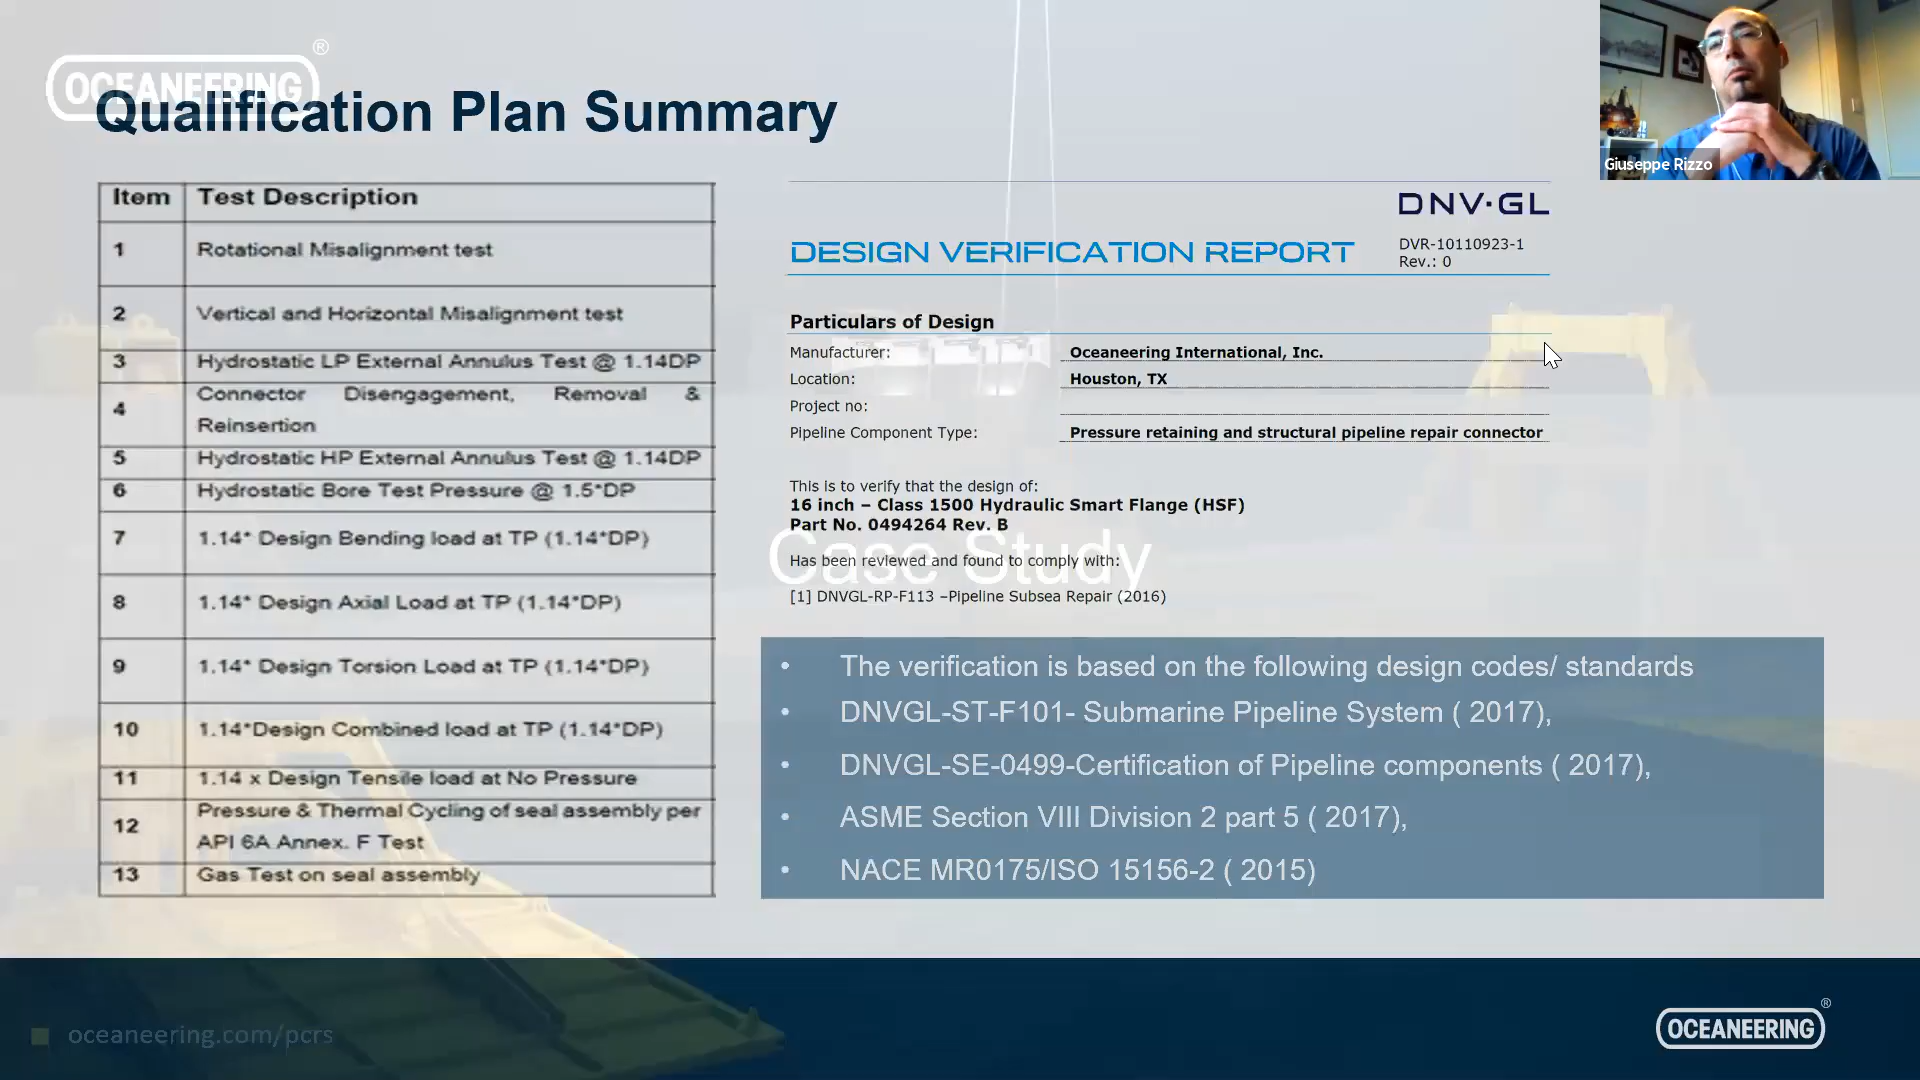 OCEANEERING ®
Qualification Plan Summary
Item Test Description
1 Rotational Misalignment test
2 Vertical and Horizontal Misalignment test
3 Hydrostatic LP External Annulus Test @ 1.14DP
4 Connector Disengagement, Removal &
Reinsertion
5 Hydrostatic HP External Annulus Test @ 1.14DP
6 Hydrostatic Bore Test Pressure @ 1.5*DP
7 1.14* Design Bending load at TP (1.14*DP)
8 1.14* Design Axial Load at TP (1.14*DP)
9 1.14* Design Torsion Load at TP (1.14*DP)
10 1.14*Design Combined load at TP (1.14*DP)
11 1.14 x Design Tensile load at No Pressure
12 Pressure & Thermal Cycling of seal assembly per
API 6A Annex. F Test
13 Gas Test on seal assembly
Giuseppe Rizzo
DNV·GL
DESIGN VERIFICATION REPORT
DVR-10110923-1
Rev.: 0
Particulars of Design
Manufacturer: Oceaneering International, Inc.
Location: Houston, TX
Project no:
Pipeline Component Type: Pressure retaining and structural pipeline repair connector
This is to verify that the design of:
16 inch – Class 1500 Hydraulic Smart Flange (HSF)
Part No. 0494264 Rev. B
Case Study
Has been reviewed and found to comply with:
[1] DNVGL-RP-F113 –Pipeline Subsea Repair (2016)
• The verification is based on the following design codes/ standards
• DNVGL-ST-F101- Submarine Pipeline System ( 2017),
• DNVGL-SE-0499-Certification of Pipeline components ( 2017),
• ASME Section VIII Division 2 part 5 ( 2017),
• NACE MR0175/ISO 15156-2 ( 2015)
oceaneering.com/pcrs
OCEANEERING ®